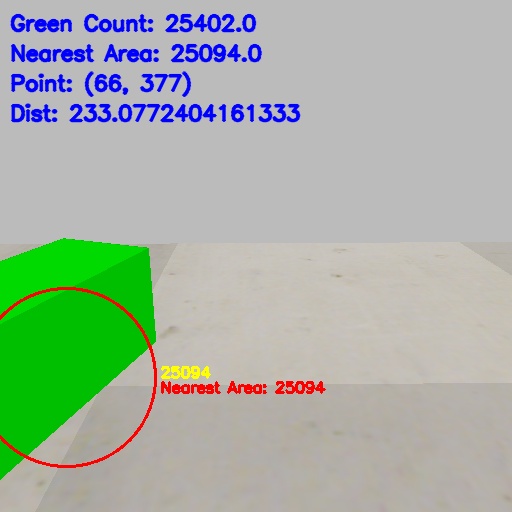 Green Count: 25402.0
Nearest Area: 25094.0
Point: (66, 377)
Dist: 233.0772404161333
25094
Nearest Area: 25094